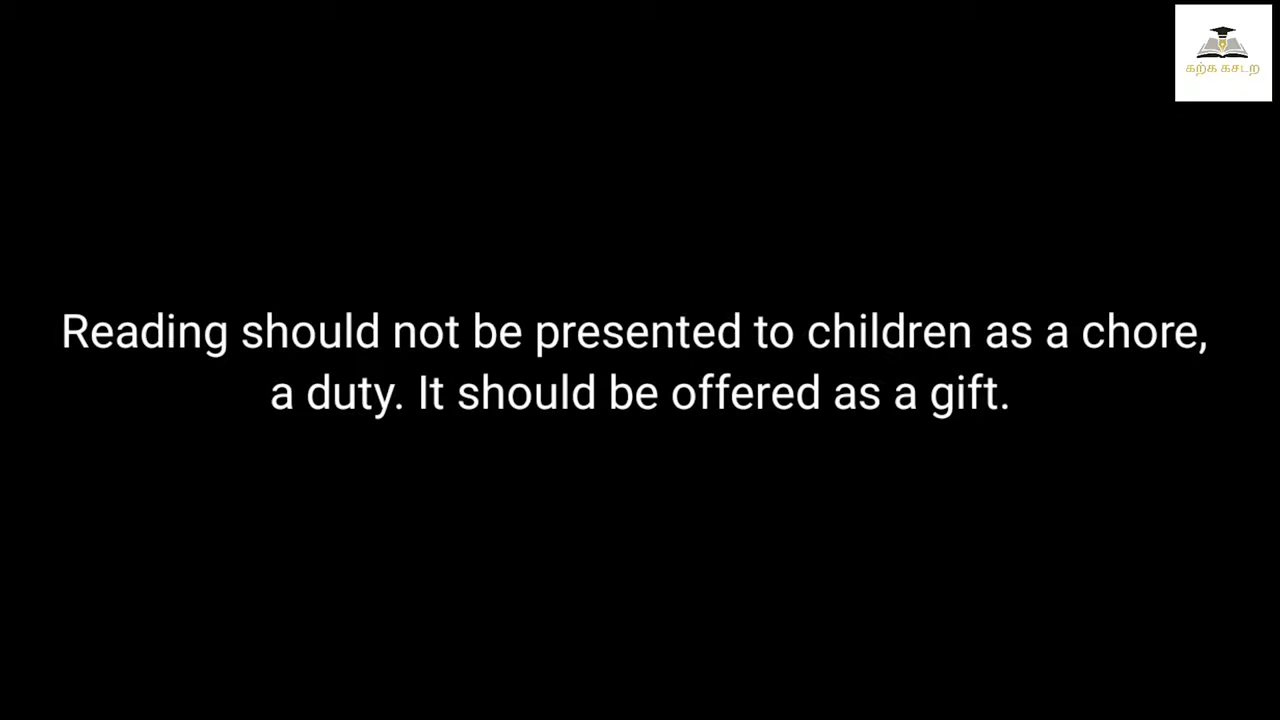 கற்க கசடற
Reading should not be presented to children as a chore,
a duty. It should be offered as a gift.